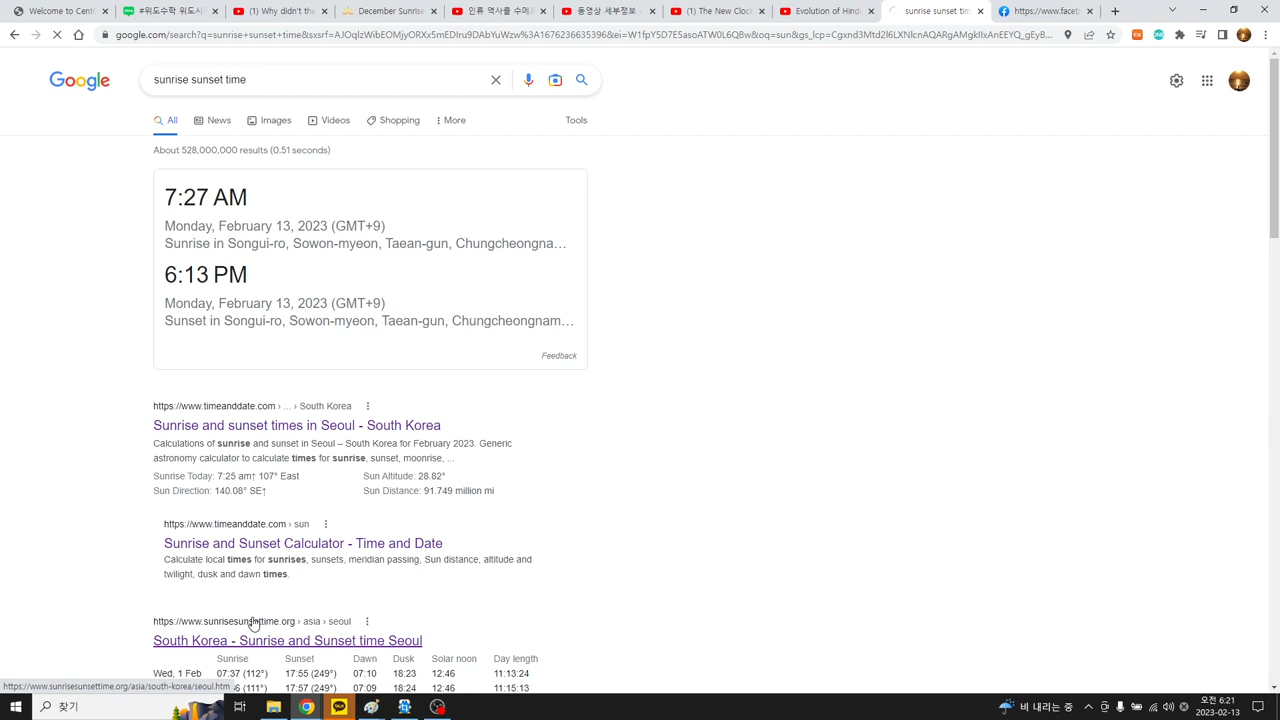 Welcome to Cente
#위도수학 위도시
(1) Why didn't the
December Sunrise
인류 역사를 수메르
동영상 세부정보 -
(1) The New Cloc
Evolution of Hinde
sunrise sunset tim
https://www.faceb
google.com/search?q=sunrise+sunset+time&sxsrf=
sunrise sunset time
Google
All
News
Images
Videos
Shopping
More
Tools
About 528,000,000 results (0.51 seconds)
7:27 AM
Monday, February 13, 2023 (GMT+9)
Sunrise in Songui-ro, Sowon-myeon, Taean-gun, Chungcheongna…
6:13 PM
Monday, February 13, 2023 (GMT+9)
Sunset in Songui-ro, Sowon-myeon, Taean-gun, Chungcheongnam…
Feedback
https://www.timeanddate.com › ... › South Korea
Sunrise and sunset times in Seoul - South Korea
Calculations of sunrise and sunset in Seoul – South Korea for February 2023. Generic
astronomy calculator to calculate times for sunrise, sunset, moonrise, ...
Sunrise Today: 7:25 am↑ 107° East
Sun Altitude: 28.82°
Sun Direction: 140.08° SE↑
Sun Distance: 91.749 million mi
https://www.timeanddate.com › sun
Sunrise and Sunset Calculator - Time and Date
Calculate local times for sunrises, sunsets, meridian passing, Sun distance, altitude and
twilight, dusk and dawn times.
https://www.sunrisesunsettime.org › asia › seoul
South Korea - Sunrise and Sunset time Seoul
Sunrise Sunset Dawn Dusk Solar noon Day length
Wed, 1 Feb 07:37 (112°) 17:55 (249°) 07:10 18:23 12:46 11:13:24
(111°) 17:57 (249°) 07:09 18:24 12:46 11:15:13
https://www.sunrisesunsettime.org/asia/south-korea/seoul.htm
찾기
비 내리는 중
오전 6:21
2023-02-13